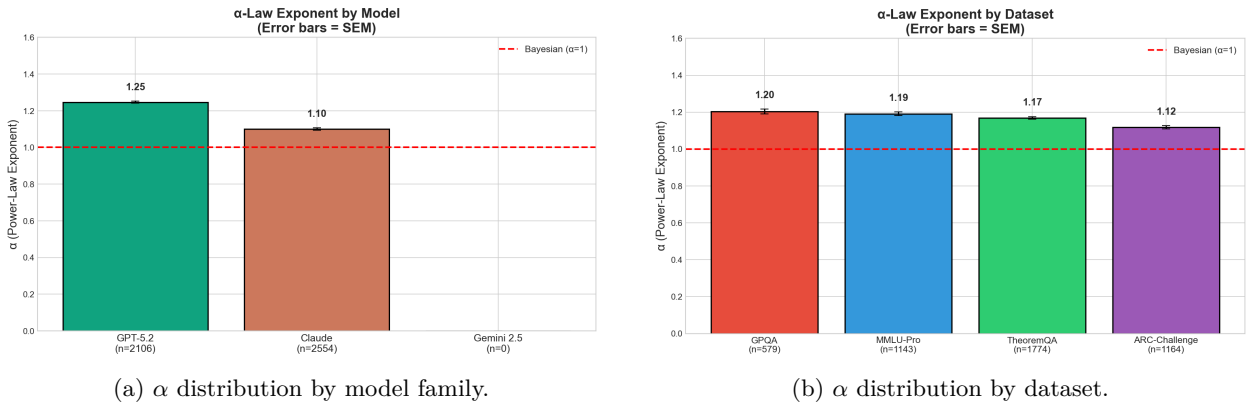 α-Law Exponent by Model
(Error bars = SEM)
α (Power-Law Exponent)
1.6
1.4
1.2
1.0
0.8
0.6
0.4
0.2
0.0
Bayesian (α=1)
1.25
1.10
GPT-5.2
(n=2106)
Claude
(n=2554)
Gemini 2.5
(n=0)
(a) α distribution by model family.
α-Law Exponent by Dataset
(Error bars = SEM)
α (Power-Law Exponent)
1.6
1.4
1.2
1.0
0.8
0.6
0.4
0.2
0.0
Bayesian (α=1)
1.20
1.19
1.17
1.12
GPQA
(n=579)
MMLU-Pro
(n=1143)
TheoremQA
(n=1774)
ARC-Challenge
(n=1164)
(b) α distribution by dataset.